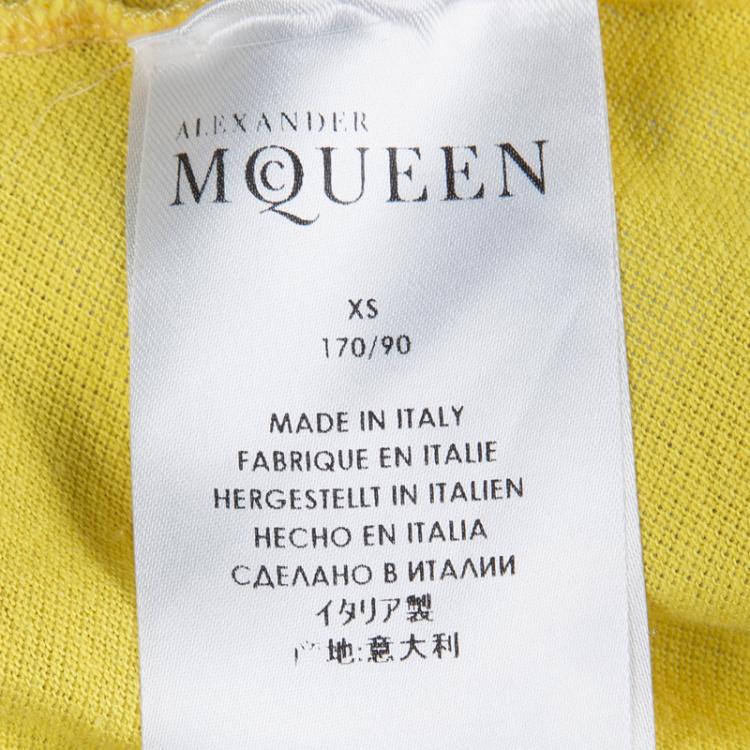 ALEXANDER
MCQUEEN
XS
170/90
MADE IN ITALY
FABRIQUE EN ITALIE
HERGESTELLT IN ITALIEN
HECHO EN ITALIA
СДЕЛАНО В ИТАЛИИ
イタリア製
产地:意大利